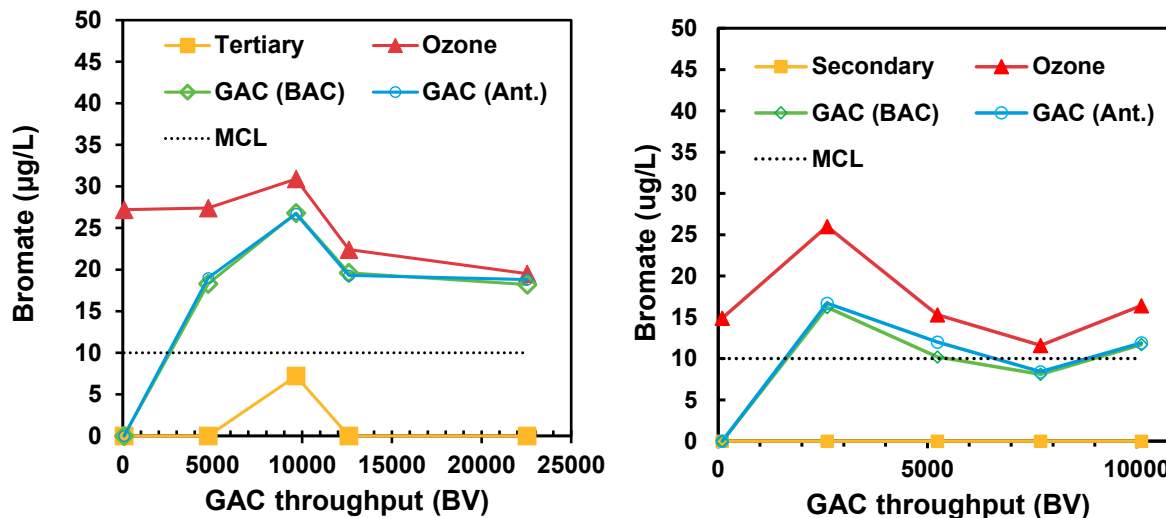 50
45
40
35
30
25
20
15
10
5
0
Bromate (µg/L)
Tertiary
Ozone
GAC (BAC)
GAC (Ant.)
MCL
0
5000
10000
15000
20000
25000
GAC throughput (BV)
50
45
40
35
30
25
20
15
10
5
0
Bromate (ug/L)
Secondary
Ozone
GAC (BAC)
GAC (Ant.)
MCL
0
5000
10000
GAC throughput (BV)